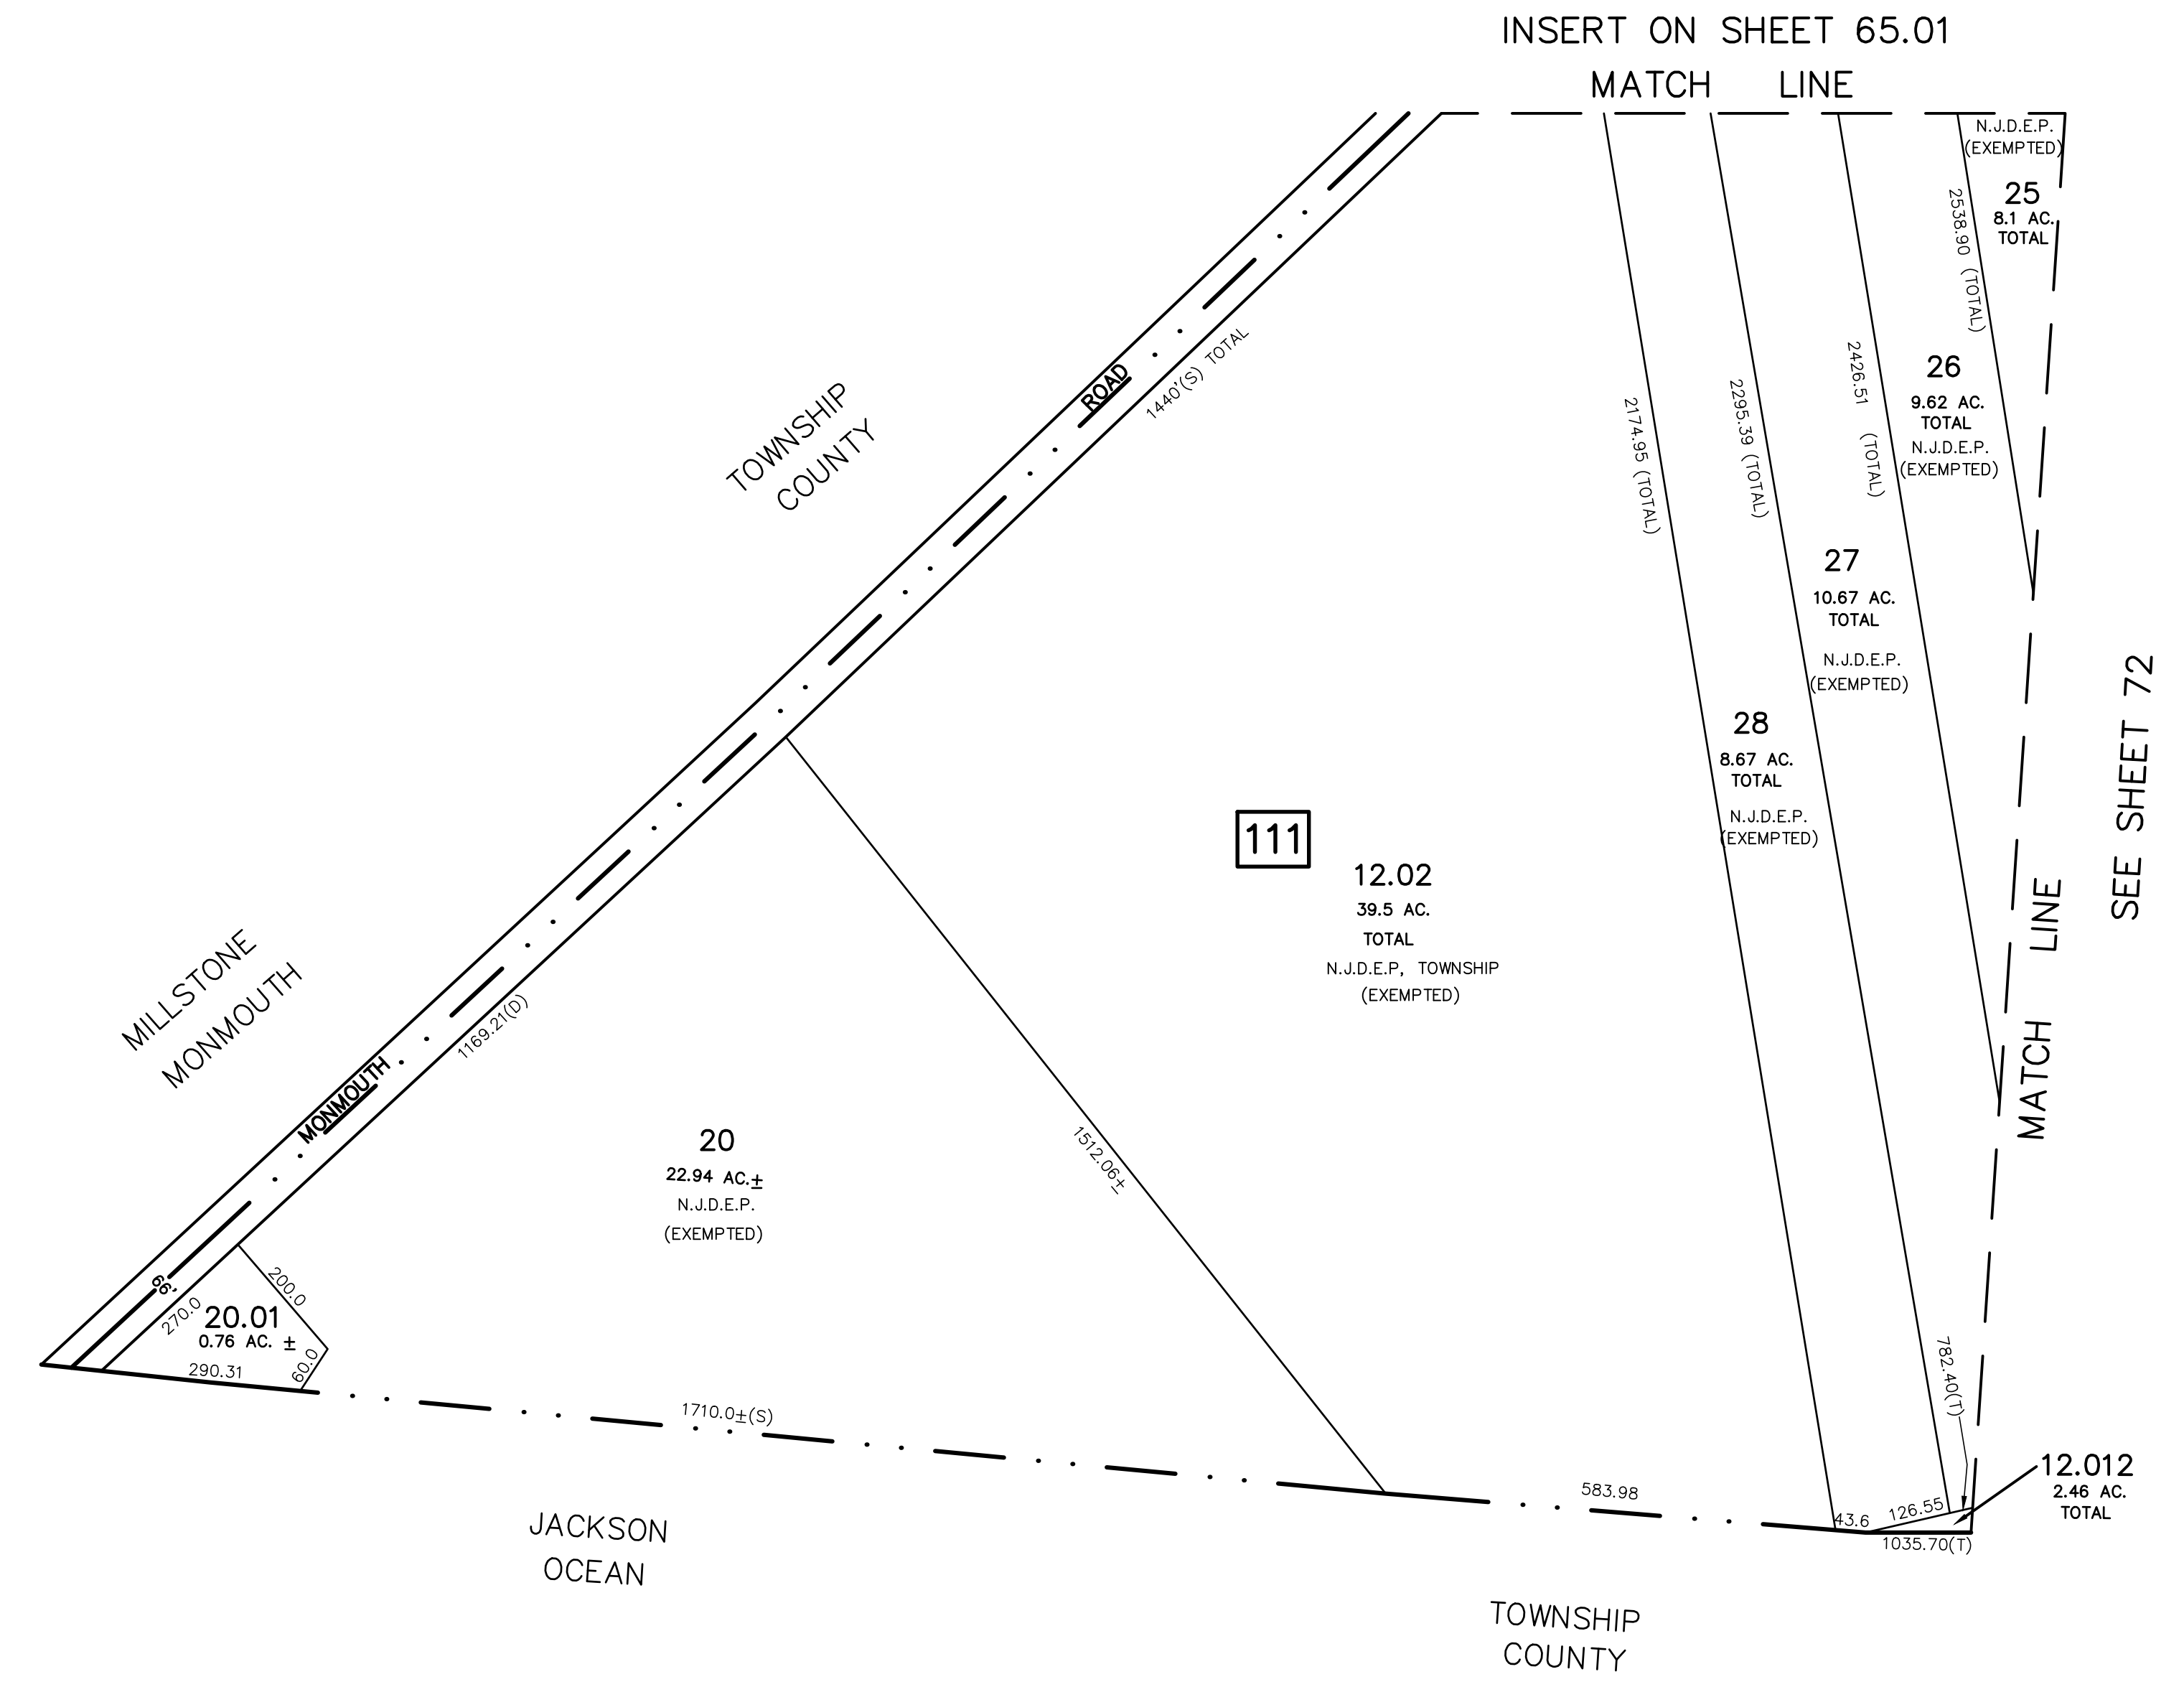 INSERT ON SHEET 65.01
MATCH LINE
N.J.D.E.P.
(EXEMPTED)
25
8.1 AC.
TOTAL
2538.90 (TOTAL)
26
9.62 AC.
TOTAL
N.J.D.E.P.
(EXEMPTED)
2426.51 (TOTAL)
2295.39 (TOTAL)
2174.95 (TOTAL)
27
10.67 AC.
TOTAL
N.J.D.E.P.
(EXEMPTED)
28
8.67 AC.
TOTAL
N.J.D.E.P.
(EXEMPTED)
SEE SHEET 72
MATCH LINE
TOWNSHIP
COUNTY
ROAD
1440'(S) TOTAL
111
12.02
39.5 AC.
TOTAL
N.J.D.E.P, TOWNSHIP
(EXEMPTED)
MILLSTONE
MONMOUTH
MONMOUTH
1169.21(D)
1512.06±
20
22.94 AC.±
N.J.D.E.P.
(EXEMPTED)
66'
270.0
200.0
20.01
0.76 AC. ±
60.0
290.31
1710.0±(S)
583.98
43.6
126.55
782.40(T)
1035.70(T)
12.012
2.46 AC.
TOTAL
JACKSON
OCEAN
TOWNSHIP
COUNTY